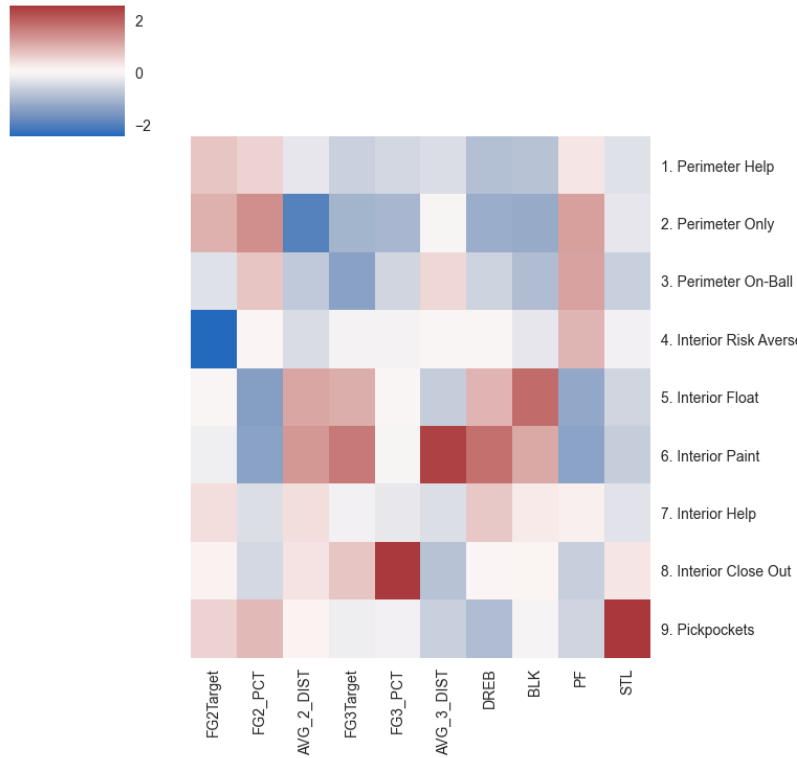 2
0
−2
1. Perimeter Help
2. Perimeter Only
3. Perimeter On-Ball
4. Interior Risk Averse
5. Interior Float
6. Interior Paint
7. Interior Help
8. Interior Close Out
9. Pickpockets
FG2Target
FG2_PCT
AVG_2_DIST
FG3Target
FG3_PCT
AVG_3_DIST
DREB
BLK
PF
STL